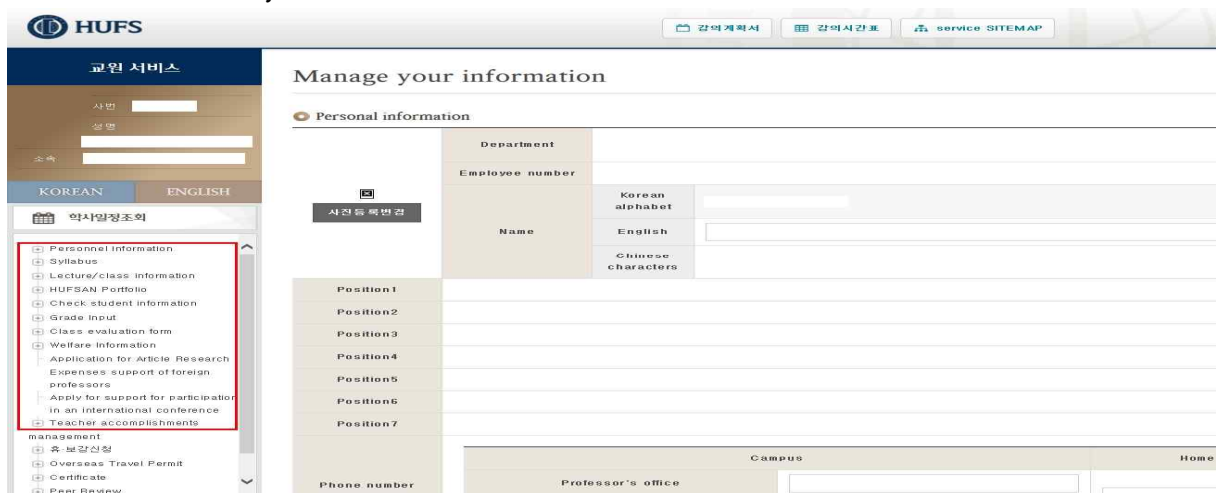 HUFS
강의계획서
강의시간표
service SITEMAP
교원 서비스
사번
성명
소속
KOREAN
ENGLISH
학사일정조회
Personnel information
Syllabus
Lecture/class information
HUFSAN Portfolio
Check student information
Grade Input
Class evaluation form
Welfare Information
Application for Article Research
Expenses support of foreign
professors
Apply for support for participation
in an international conference
Teacher accomplishments
management
휴·보강신청
Overseas Travel Permit
Certificate
Peer Review
Manage your information
Personal information
사진등록변경
Department
Employee number
Name
Korean
alphabet
English
Chinese
characters
Position1
Position2
Position3
Position4
Position5
Position6
Position7
Phone number
Campus
Home
Professor's office